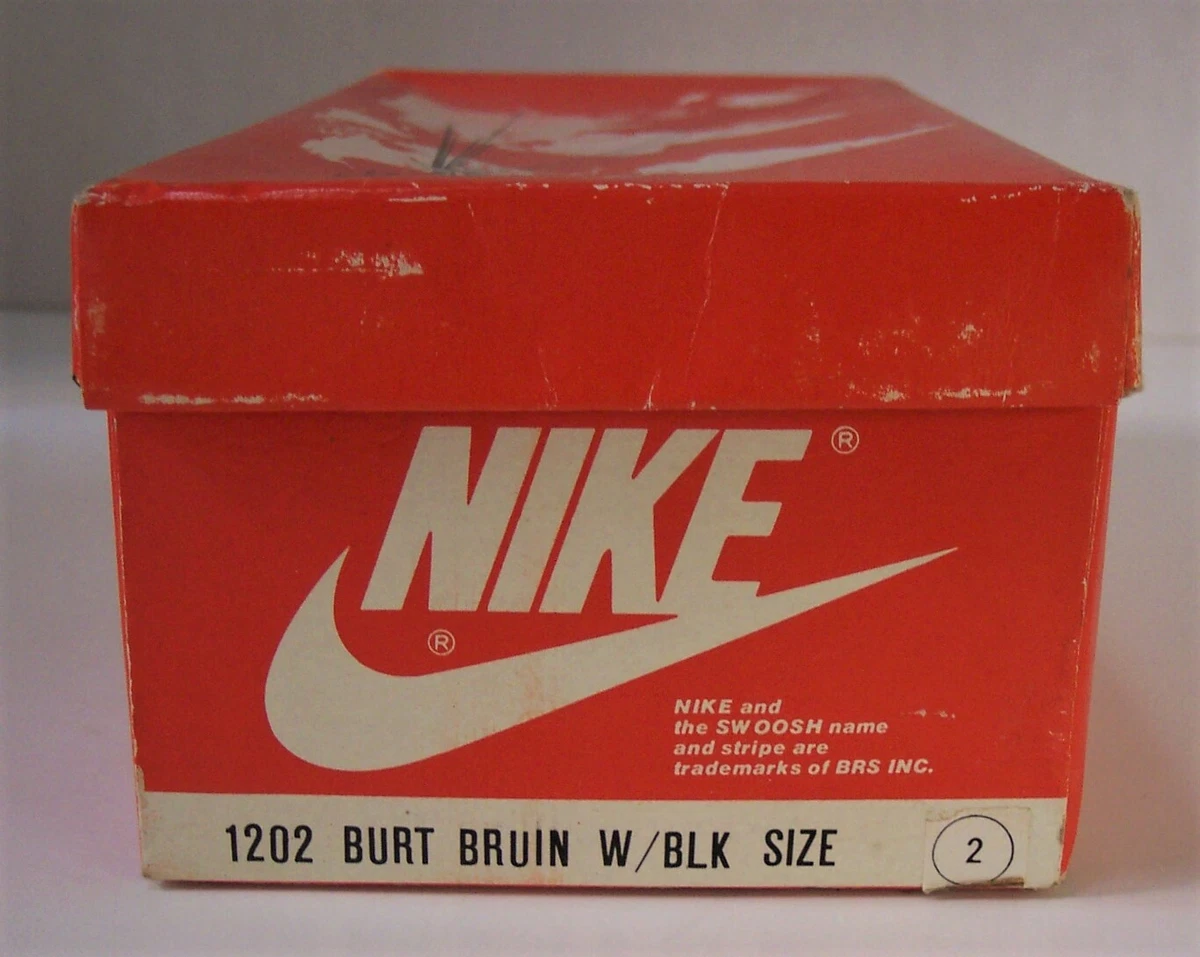 NIKE ®
®
NIKE and
the SWOOSH name
and stripe are
trademarks of BRS INC.
1202 BURT BRUIN W/BLK SIZE 2